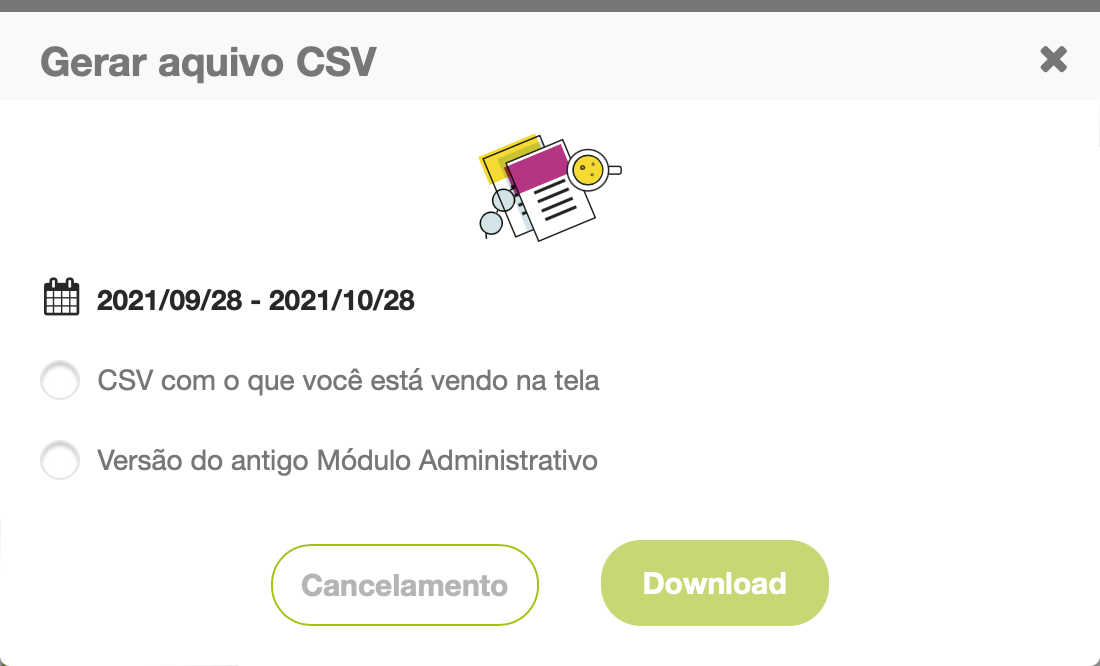 Gerar aquivo CSV
2021/09/28 - 2021/10/28
CSV com o que você está vendo na tela
Versão do antigo Módulo Administrativo
Cancelamento
Download